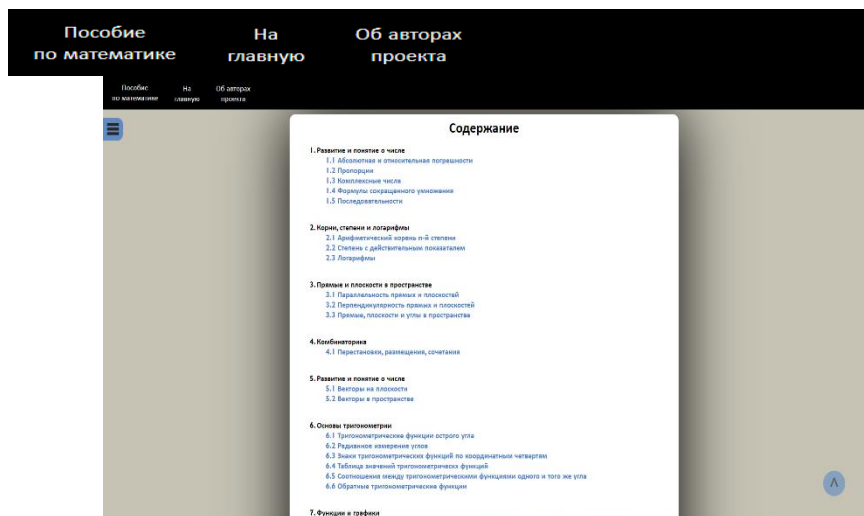 Пособие
по математике
На
главную
Об авторах
проекта
Пособие
по математике
На
главную
Об авторах
проекта
Содержание
1. Развитие и понятие о числе
1.1 Абсолютная и относительная погрешности
1.2 Пропорции
1.3 Комплексные числа
1.4 Формулы сокращенного умножения
1.5 Последовательности
2. Корни, степени и логарифмы
2.1 Арифметический корень n-й степени
2.2 Степень с действительным показателем
2.3 Логарифмы
3. Прямые и плоскости в пространстве
3.1 Параллельность прямых и плоскостей
3.2 Перпендикулярность прямых и плоскостей
3.3 Прямые, плоскости и углы в пространстве
4. Комбинаторика
4.1 Перестановки, размещения, сочетания
5. Развитие и понятие о числе
5.1 Векторы на плоскости
5.2 Векторы в пространстве
6. Основы тригонометрии
6.1 Тригонометрические функции острого угла
6.2 Радианное измерение углов
6.3 Знаки тригонометрических функций по координатным четвертям
6.4 Таблица значений тригонометрическх функций
6.5 Соотношения между тригонометрическими функциями одного и того же угла
6.6 Обратные тригонометрические функции
7. Функции и графики